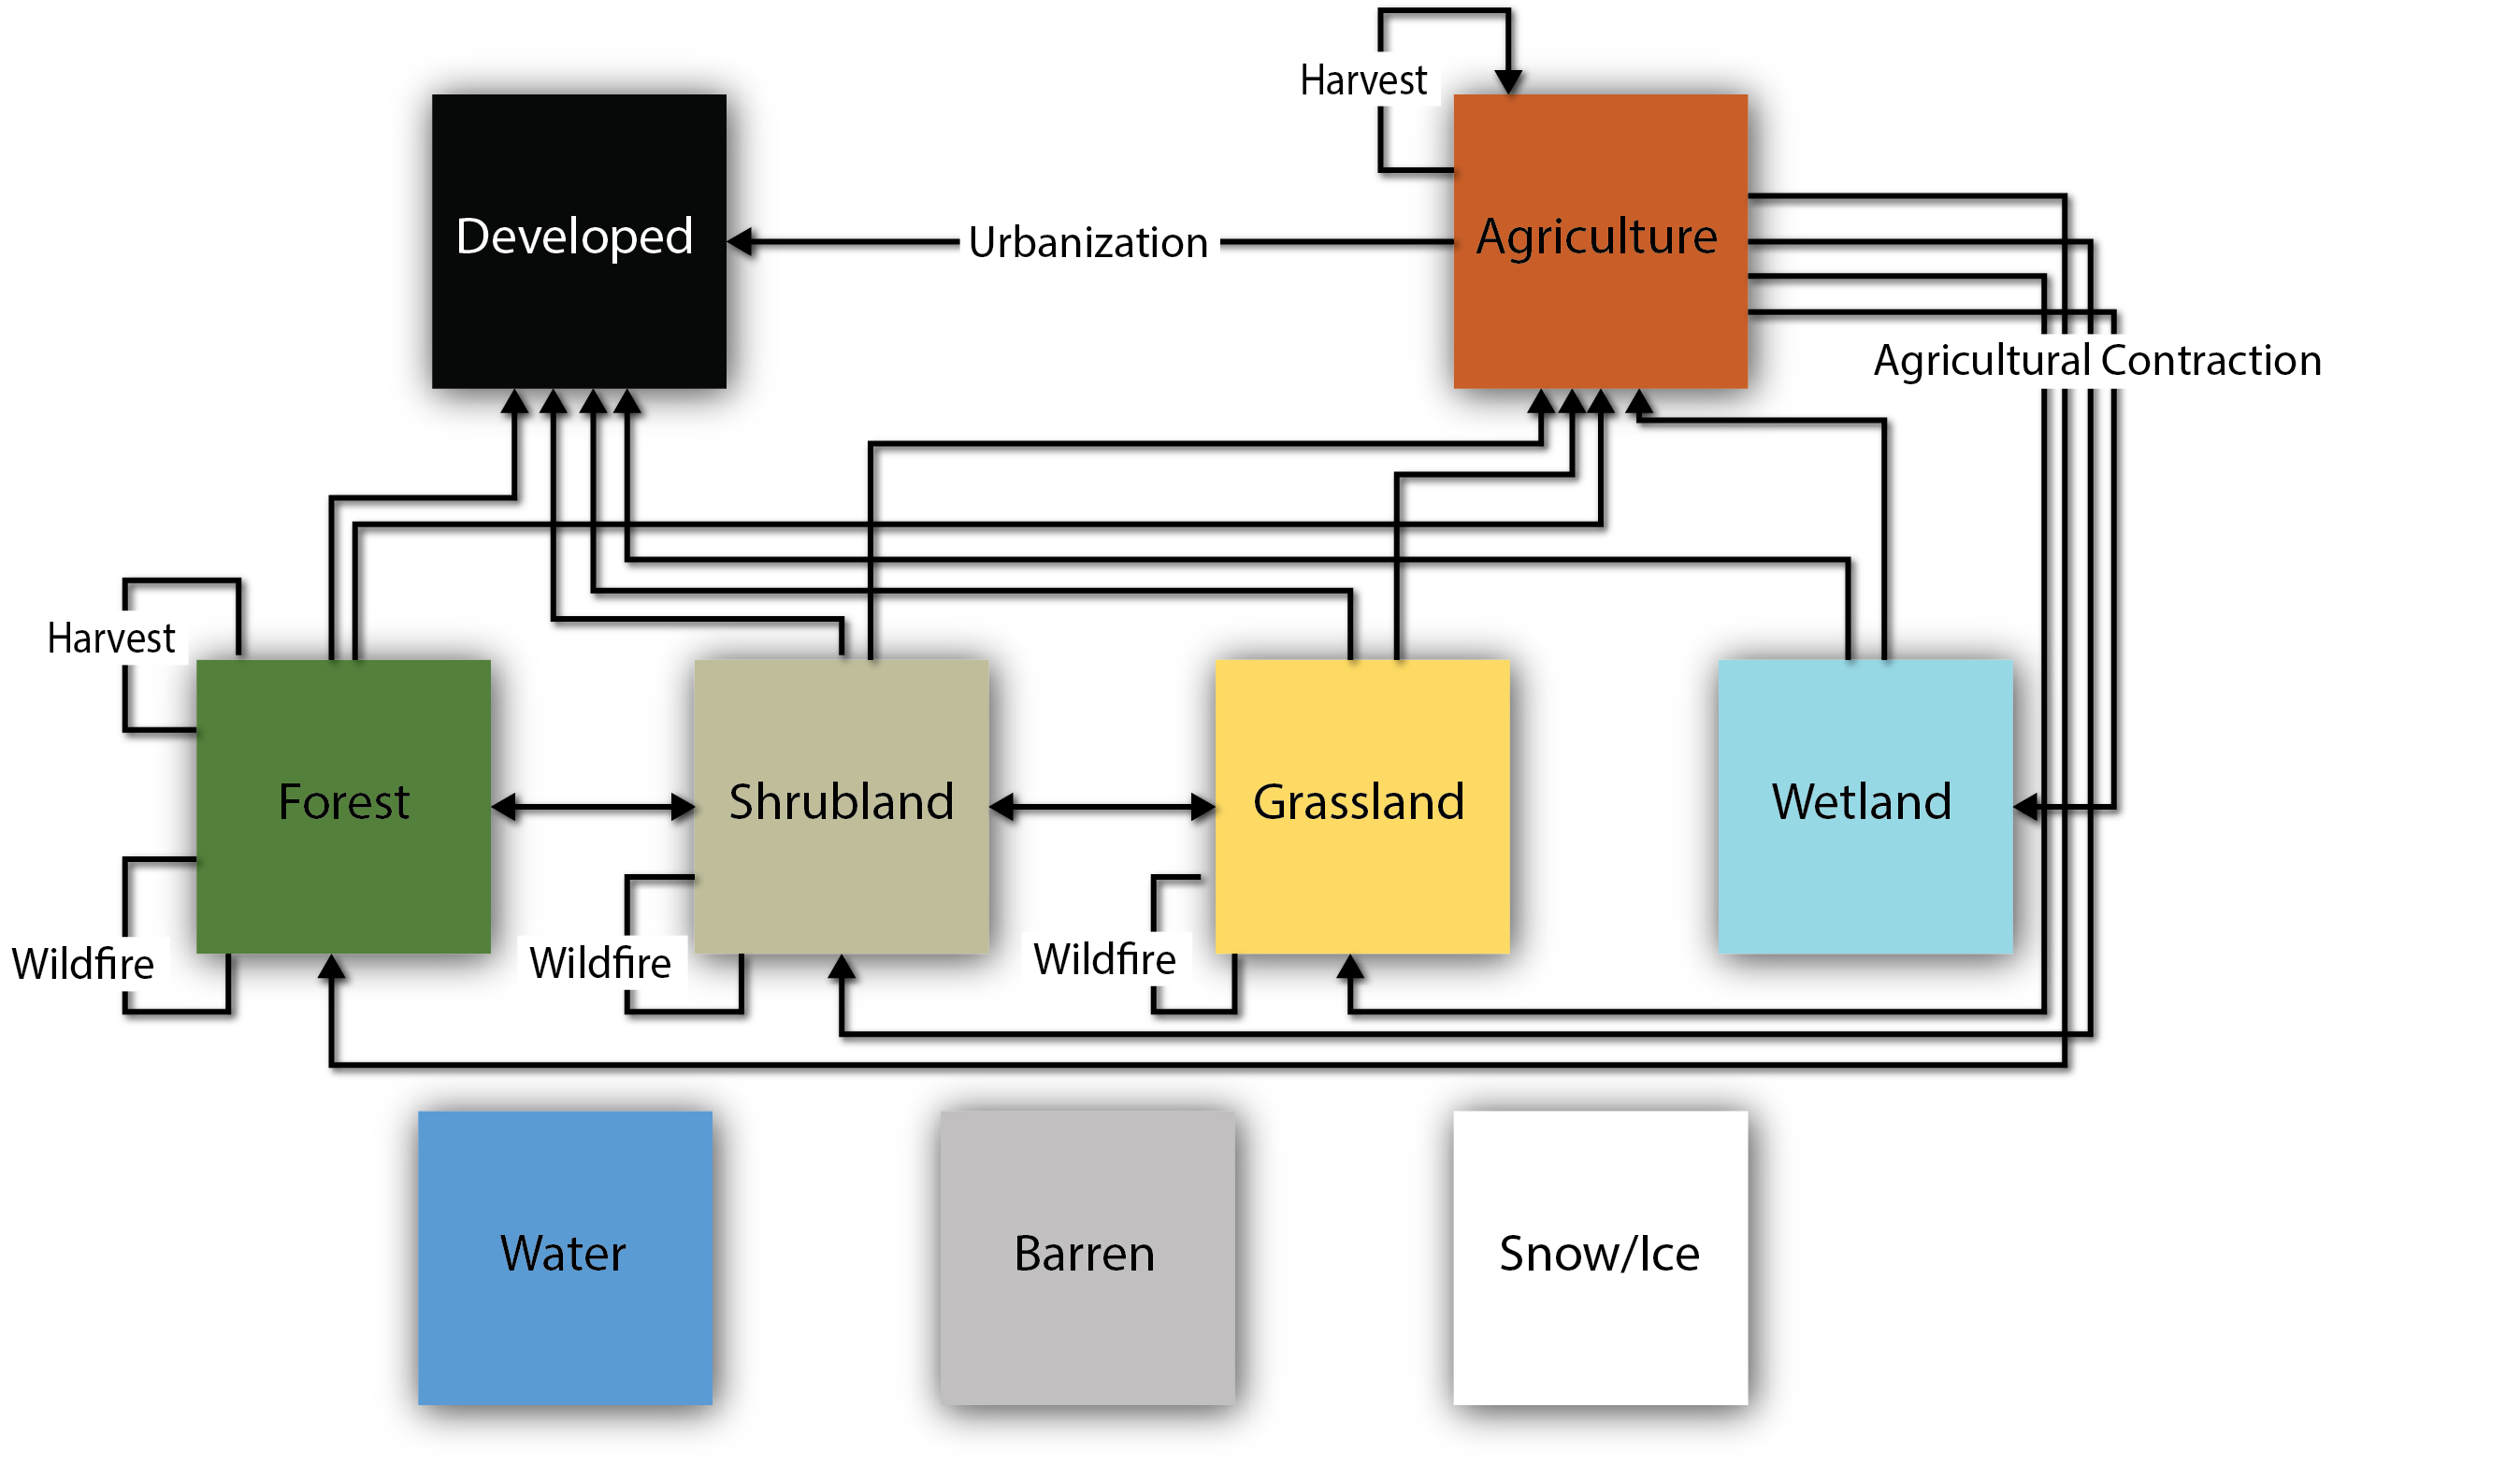 Harvest
Developed
Urbanization
Agriculture
Agricultural Contraction
Harvest
Forest
Shrubland
Grassland
Wetland
Wildfire
Wildfire
Wildfire
Water
Barren
Snow/Ice